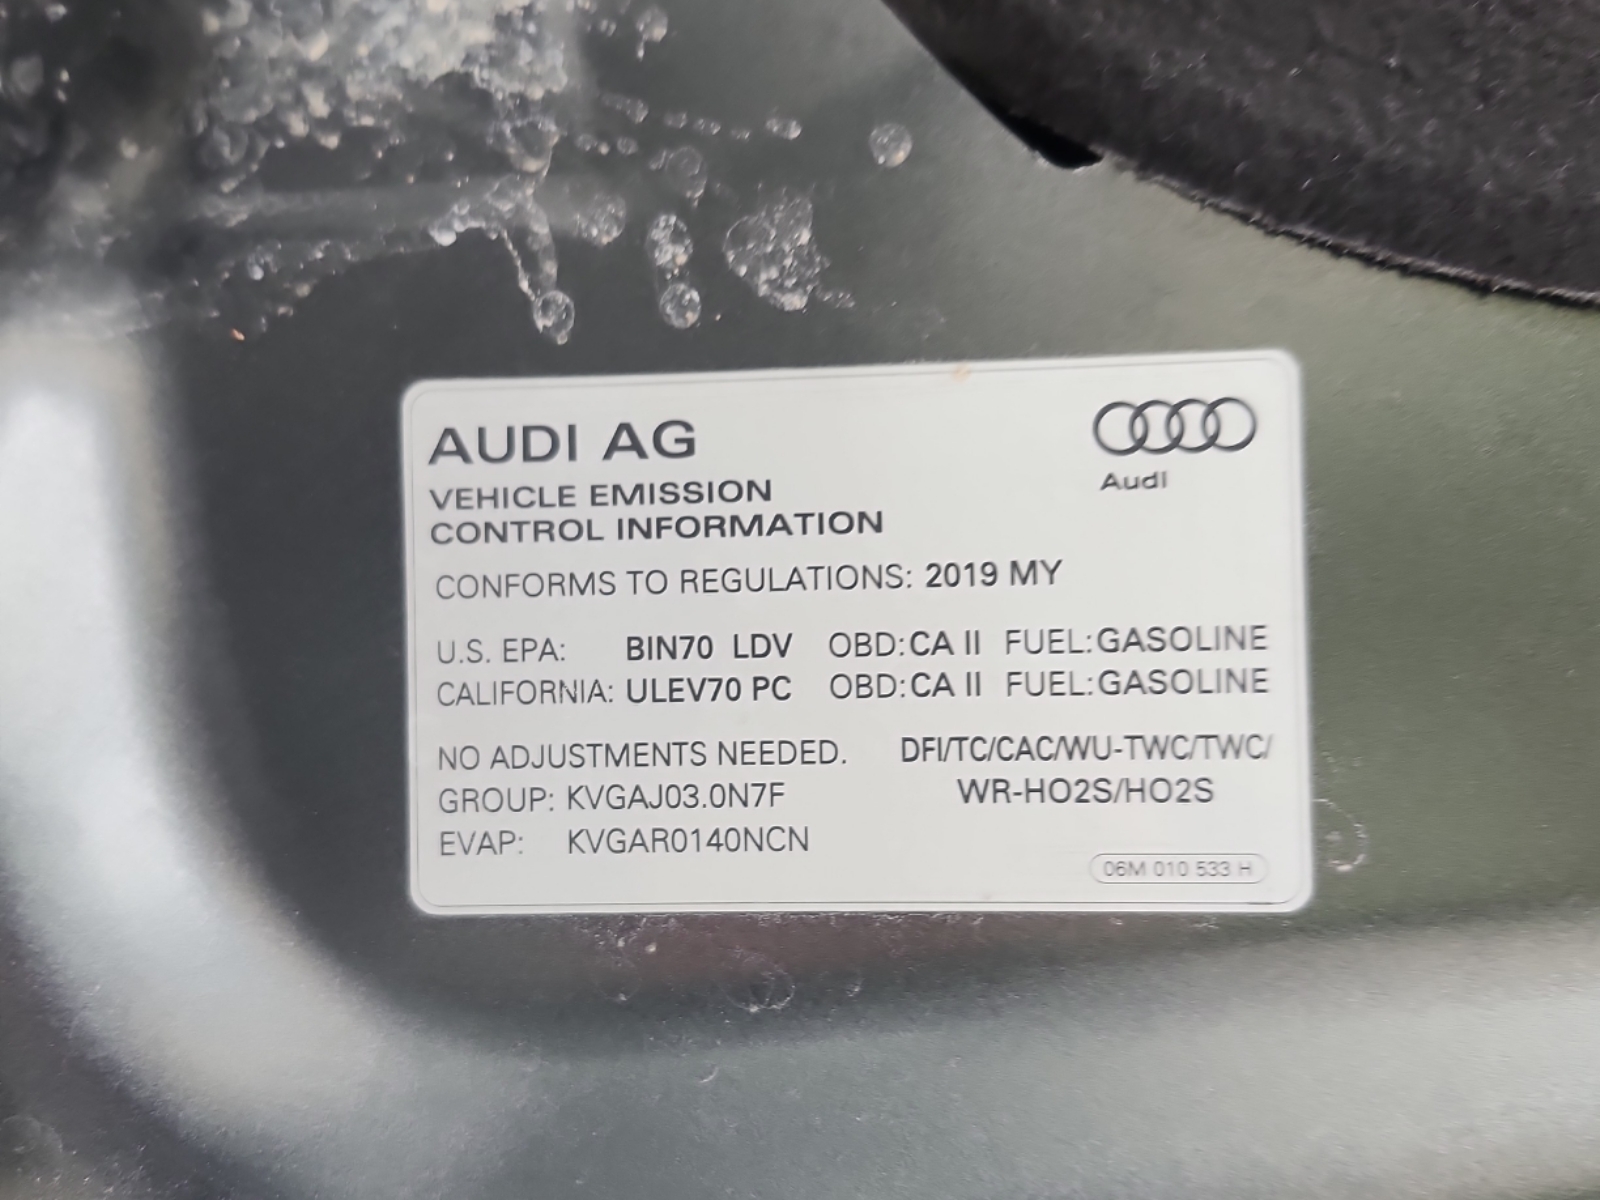 AUDI AG
Audi
VEHICLE EMISSION
CONTROL INFORMATION
CONFORMS TO REGULATIONS: 2019 MY
U.S. EPA: BIN70 LDV OBD: CA II FUEL: GASOLINE
CALIFORNIA: ULEV70 PC OBD: CA II FUEL: GASOLINE
NO ADJUSTMENTS NEEDED. DFI/TC/CAC/WU-TWC/TWC/
GROUP: KVGAJ03.0N7F WR-HO2S/HO2S
EVAP: KVGAR0140NCN
06M 010 533 H